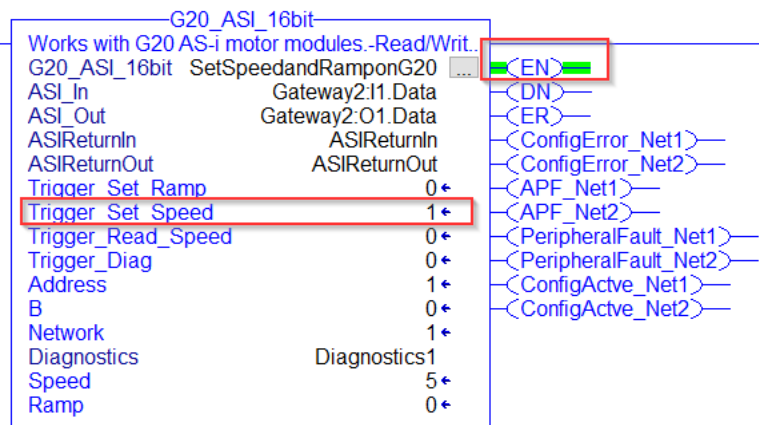 G20_ASI_16bit
Works with G20 AS-i motor modules.-Read/Writ..
G20_ASI_16bit SetSpeedandRamponG20 ... (EN)
ASI_In Gateway2:I1.Data (DN)
ASI_Out Gateway2:O1.Data (ER)
ASIReturnIn ASIReturnIn (ConfigError_Net1)
ASIReturnOut ASIReturnOut (ConfigError_Net2)
Trigger_Set_Ramp 0 (APF_Net1)
Trigger_Set_Speed 1 (APF_Net2)
Trigger_Read_Speed 0 (PeripheralFault_Net1)
Trigger_Diag 0 (PeripheralFault_Net2)
Address 1 (ConfigActve_Net1)
B 0 (ConfigActve_Net2)
Network 1
Diagnostics Diagnostics1
Speed 5
Ramp 0